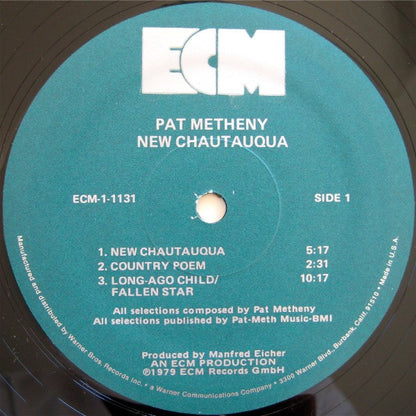 ECM
PAT METHENY
NEW CHAUTAUQUA
ECM-1-1131
SIDE 1
1. NEW CHAUTAUQUA 5:17
2. COUNTRY POEM 2:31
3. LONG-AGO CHILD/
FALLEN STAR 10:17
All selections composed by Pat Metheny
All selections published by Pat-Meth Music-BMI
Produced by Manfred Eicher
AN ECM PRODUCTION
℗1979 ECM Records GmbH
Manufactured and distributed by Warner Bros. Records Inc. a Warner Communications Company • 3300 Warner Blvd., Burbank, Calif. 91510 • Made in U.S.A.